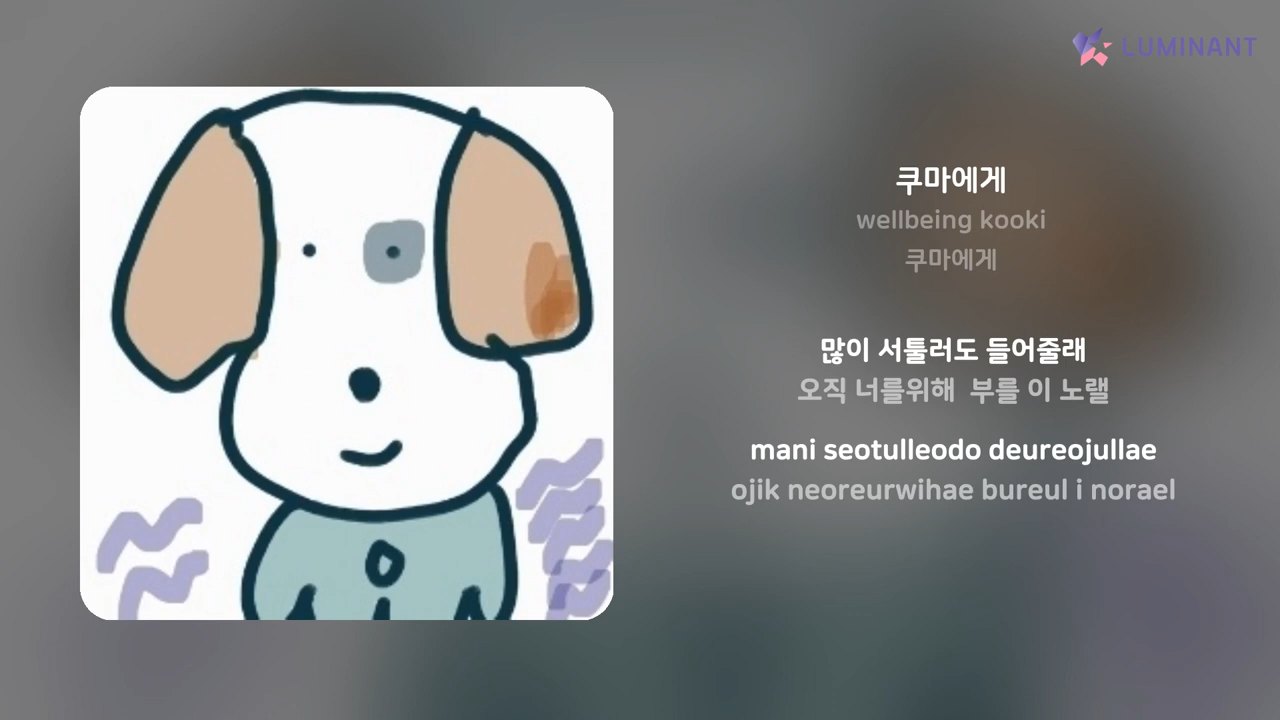 LUMINANT
쿠마에게
wellbeing kooki
쿠마에게
많이 서툴러도 들어줄래
오직 너를위해  부를 이 노랠
mani seotulleodo deureojullae
ojik neoreurwihae bureul i norael